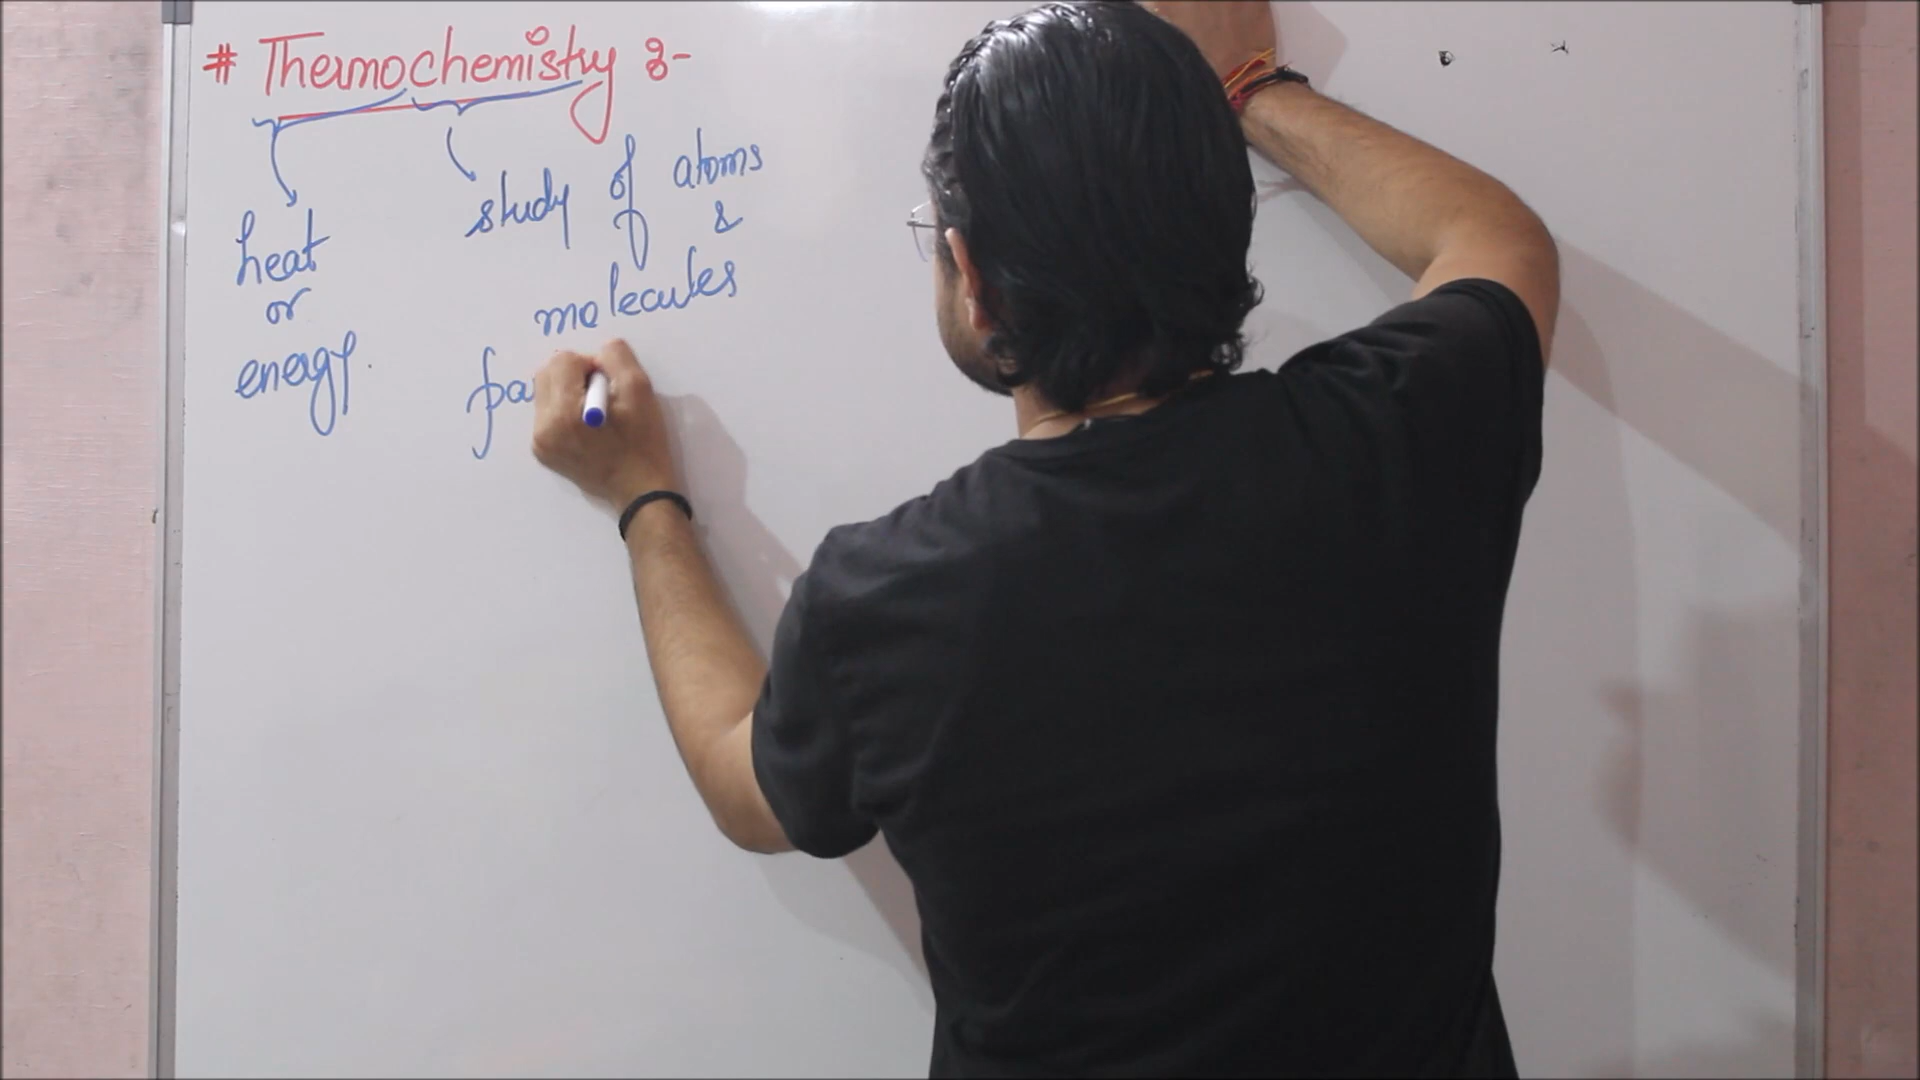 # Thermochemistry :-
heat
or
energy.
study of atoms
&
molecules